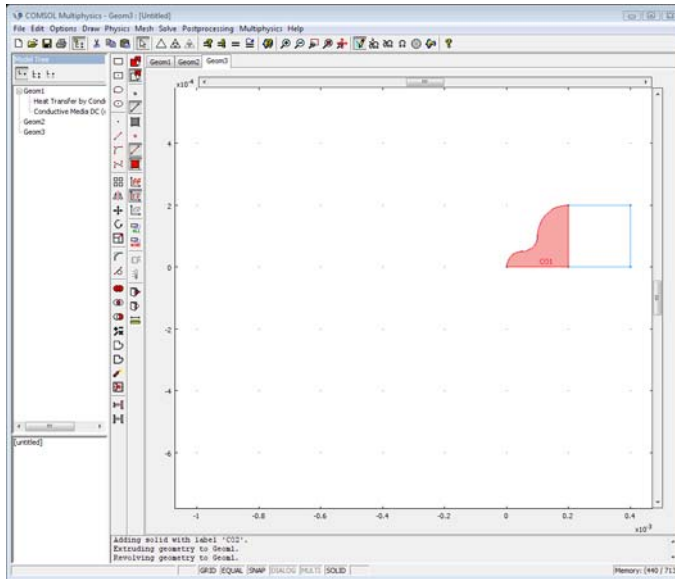 COMSOL Multiphysics - Geom3 : [Untitled]
File Edit Options Draw Physics Mesh Solve Postprocessing Multiphysics Help
Model Tree
Geom1 Geom2 Geom3
Geom1
Heat Transfer by Condu
Conductive Media DC (
Geom2
Geom3
x10⁻⁴
4
2
CO1
0
-2
-4
-6
-1 -0.8 -0.6 -0.4 -0.2 0 0.2 0.4
x10⁻³
[untitled]
Adding solid with label 'CO2'.
Extruding geometry to Geom1.
Revolving geometry to Geom1.
GRID EQUAL SNAP DIALOG MULTI SOLID
Memory: (440 / 713